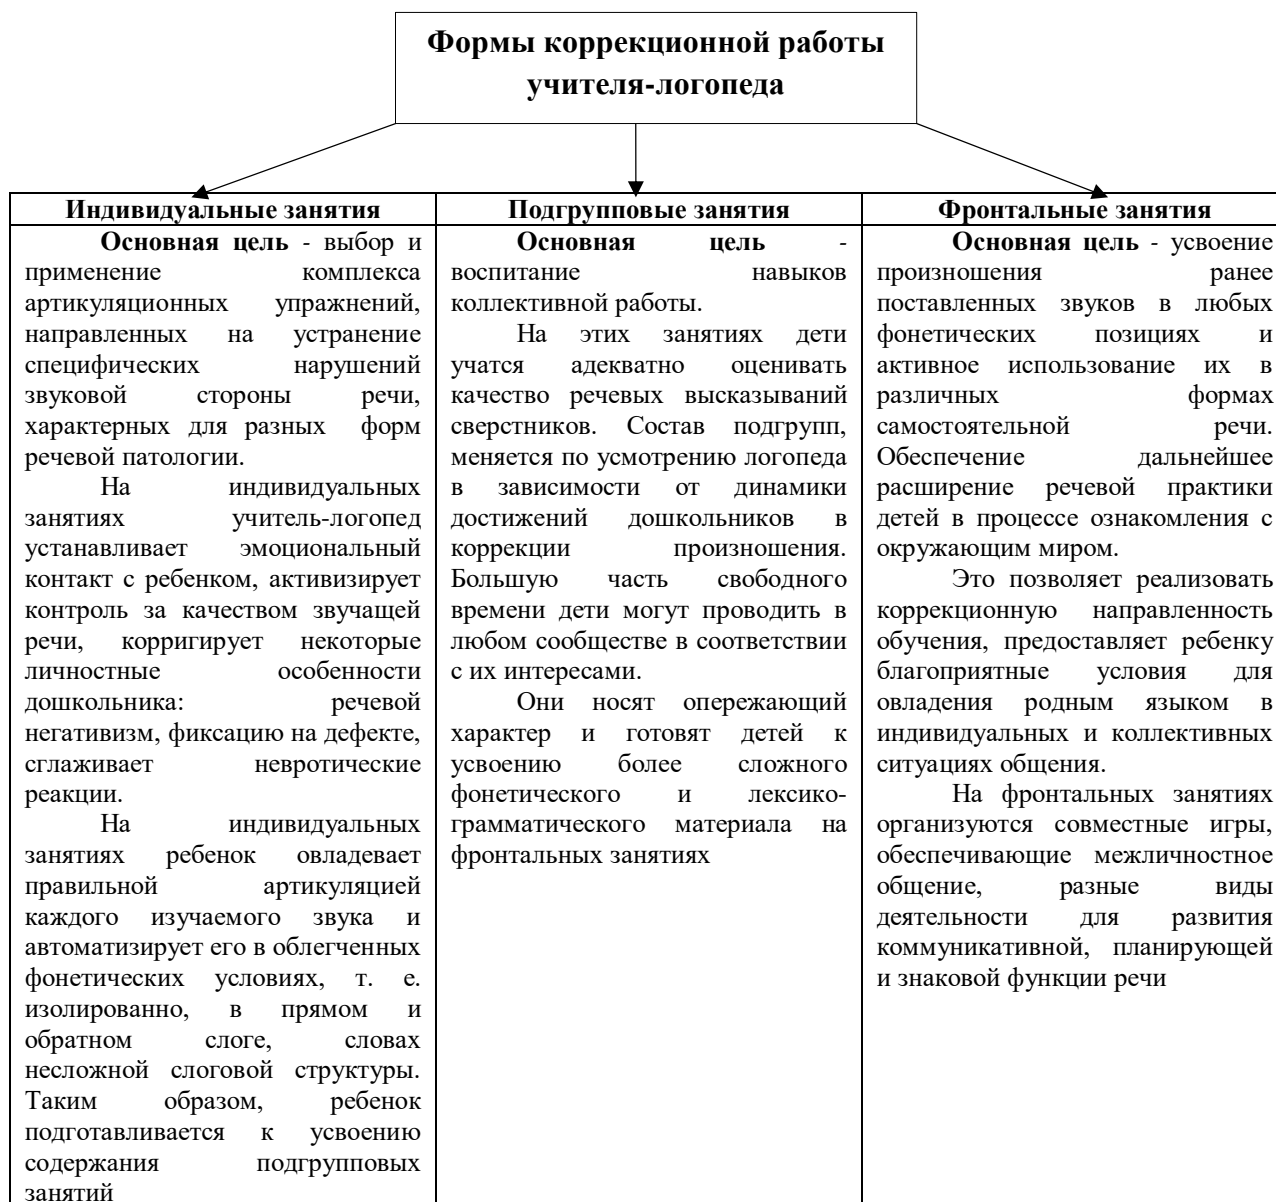 Формы коррекционной работы
учителя-логопеда
Индивидуальные занятия
Основная цель - выбор и
применение комплекса
артикуляционных упражнений,
направленных на устранение
специфических нарушений
звуковой стороны речи,
характерных для разных форм
речевой патологии.
На индивидуальных
занятиях учитель-логопед
устанавливает эмоциональный
контакт с ребенком, активизирует
контроль за качеством звучащей
речи, корригирует некоторые
личностные особенности
дошкольника: речевой
негативизм, фиксацию на дефекте,
сглаживает невротические
реакции.
На индивидуальных
занятиях ребенок овладевает
правильной артикуляцией
каждого изучаемого звука и
автоматизирует его в облегченных
фонетических условиях, т. е.
изолированно, в прямом и
обратном слоге, словах
несложной слоговой структуры.
Таким образом, ребенок
подготавливается к усвоению
содержания подгрупповых
занятий
Подгрупповые занятия
Основная цель -
воспитание навыков
коллективной работы.
На этих занятиях дети
учатся адекватно оценивать
качество речевых высказываний
сверстников. Состав подгрупп,
меняется по усмотрению логопеда
в зависимости от динамики
достижений дошкольников в
коррекции произношения.
Большую часть свободного
времени дети могут проводить в
любом сообществе в соответствии
с их интересами.
Они носят опережающий
характер и готовят детей к
усвоению более сложного
фонетического и лексико-
грамматического материала на
фронтальных занятиях
Фронтальные занятия
Основная цель - усвоение
произношения ранее
поставленных звуков в любых
фонетических позициях и
активное использование их в
различных формах
самостоятельной речи.
Обеспечение дальнейшее
расширение речевой практики
детей в процессе ознакомления с
окружающим миром.
Это позволяет реализовать
коррекционную направленность
обучения, предоставляет ребенку
благоприятные условия для
овладения родным языком в
индивидуальных и коллективных
ситуациях общения.
На фронтальных занятиях
организуются совместные игры,
обеспечивающие межличностное
общение, разные виды
деятельности для развития
коммуникативной, планирующей
и знаковой функции речи